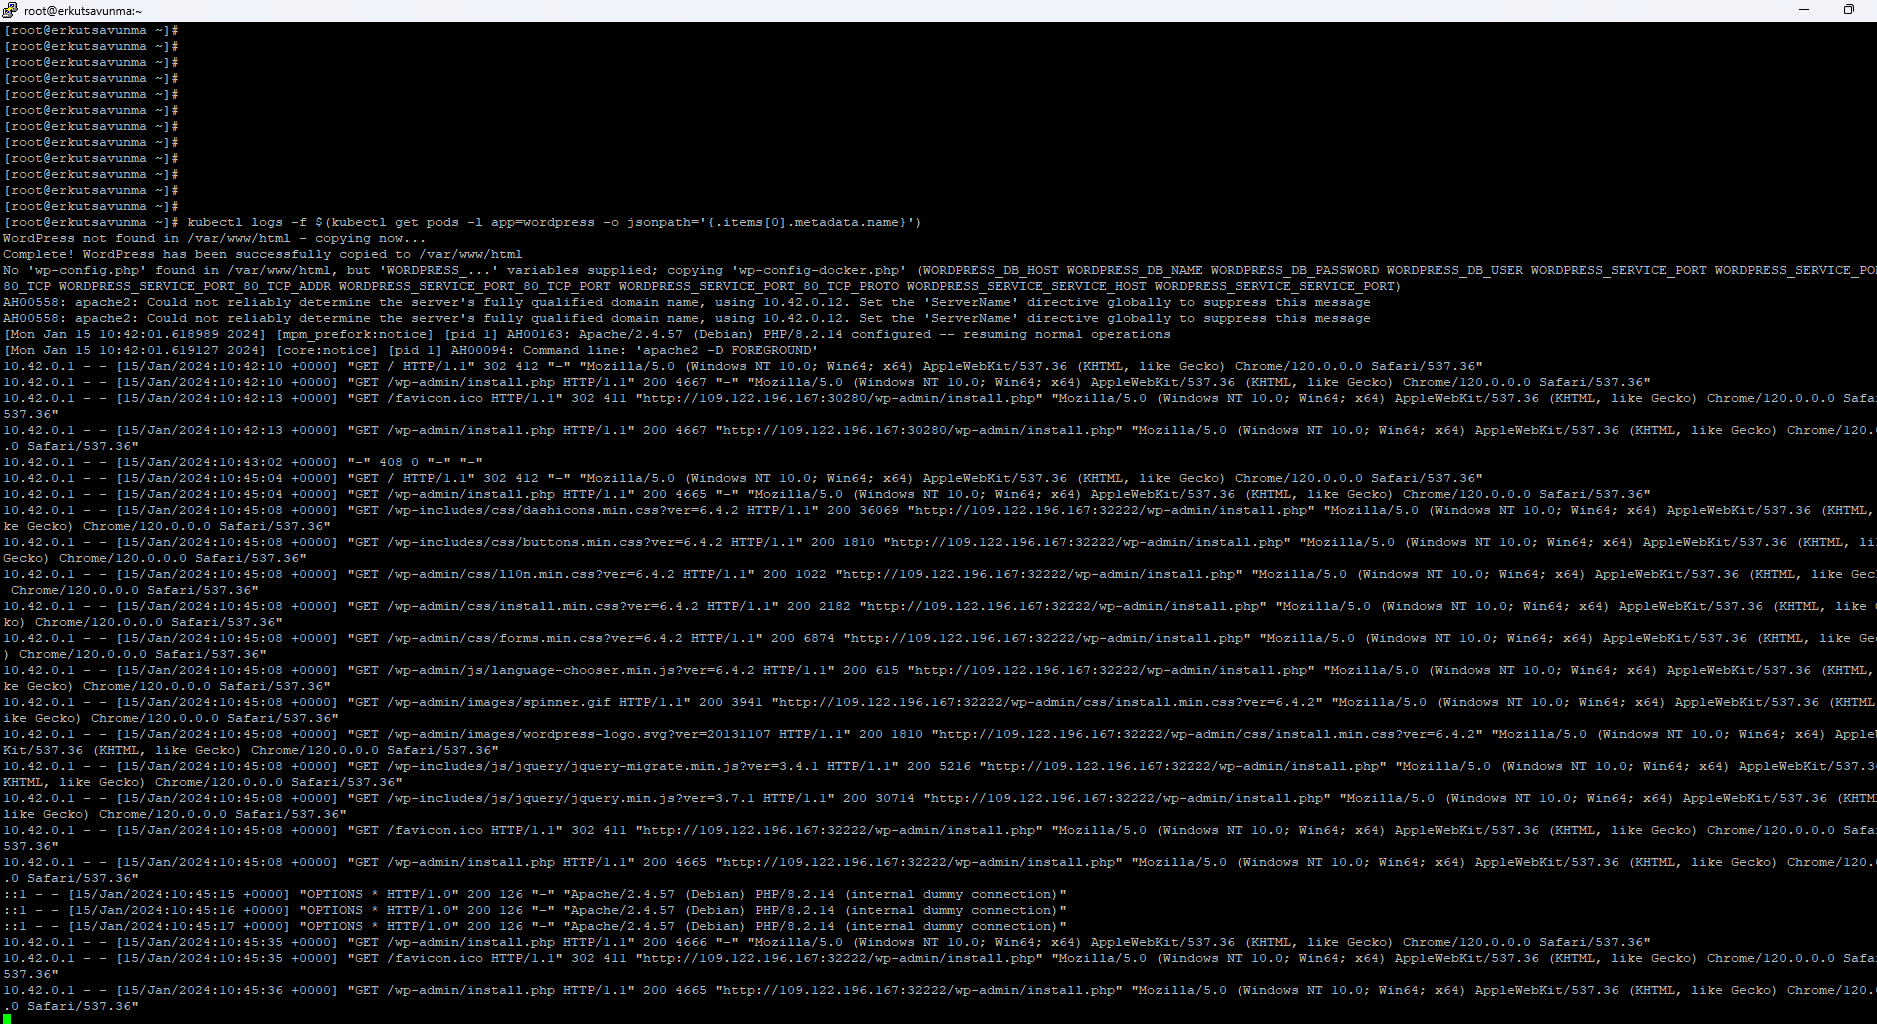 root@erkutsavunma:~
[root@erkutsavunma ~]#
[root@erkutsavunma ~]#
[root@erkutsavunma ~]#
[root@erkutsavunma ~]#
[root@erkutsavunma ~]#
[root@erkutsavunma ~]#
[root@erkutsavunma ~]#
[root@erkutsavunma ~]#
[root@erkutsavunma ~]#
[root@erkutsavunma ~]#
[root@erkutsavunma ~]#
[root@erkutsavunma ~]#
[root@erkutsavunma ~]# kubectl logs -f $(kubectl get pods -l app=wordpress -o jsonpath='{.items[0].metadata.name}')
WordPress not found in /var/www/html - copying now...
Complete! WordPress has been successfully copied to /var/www/html
No 'wp-config.php' found in /var/www/html, but 'WORDPRESS_...' variables supplied; copying 'wp-config-docker.php' (WORDPRESS_DB_HOST WORDPRESS_DB_NAME WORDPRESS_DB_PASSWORD WORDPRESS_DB_USER WORDPRESS_SERVICE_PORT WORDPRESS_SERVICE_PO
80_TCP WORDPRESS_SERVICE_PORT_80_TCP_ADDR WORDPRESS_SERVICE_PORT_80_TCP_PORT WORDPRESS_SERVICE_PORT_80_TCP_PROTO WORDPRESS_SERVICE_SERVICE_HOST WORDPRESS_SERVICE_SERVICE_PORT)
AH00558: apache2: Could not reliably determine the server's fully qualified domain name, using 10.42.0.12. Set the 'ServerName' directive globally to suppress this message
AH00558: apache2: Could not reliably determine the server's fully qualified domain name, using 10.42.0.12. Set the 'ServerName' directive globally to suppress this message
[Mon Jan 15 10:42:01.618989 2024] [mpm_prefork:notice] [pid 1] AH00163: Apache/2.4.57 (Debian) PHP/8.2.14 configured -- resuming normal operations
[Mon Jan 15 10:42:01.619127 2024] [core:notice] [pid 1] AH00094: Command line: 'apache2 -D FOREGROUND'
10.42.0.1 - - [15/Jan/2024:10:42:10 +0000] "GET / HTTP/1.1" 302 412 "-" "Mozilla/5.0 (Windows NT 10.0; Win64; x64) AppleWebKit/537.36 (KHTML, like Gecko) Chrome/120.0.0.0 Safari/537.36"
10.42.0.1 - - [15/Jan/2024:10:42:10 +0000] "GET /wp-admin/install.php HTTP/1.1" 200 4667 "-" "Mozilla/5.0 (Windows NT 10.0; Win64; x64) AppleWebKit/537.36 (KHTML, like Gecko) Chrome/120.0.0.0 Safari/537.36"
10.42.0.1 - - [15/Jan/2024:10:42:13 +0000] "GET /favicon.ico HTTP/1.1" 302 411 "http://109.122.196.167:30280/wp-admin/install.php" "Mozilla/5.0 (Windows NT 10.0; Win64; x64) AppleWebKit/537.36 (KHTML, like Gecko) Chrome/120.0.0.0 Safa
537.36"
10.42.0.1 - - [15/Jan/2024:10:42:13 +0000] "GET /wp-admin/install.php HTTP/1.1" 200 4667 "http://109.122.196.167:30280/wp-admin/install.php" "Mozilla/5.0 (Windows NT 10.0; Win64; x64) AppleWebKit/537.36 (KHTML, like Gecko) Chrome/120.
.0 Safari/537.36"
10.42.0.1 - - [15/Jan/2024:10:43:02 +0000] "-" 408 0 "-" "-"
10.42.0.1 - - [15/Jan/2024:10:45:04 +0000] "GET / HTTP/1.1" 302 412 "-" "Mozilla/5.0 (Windows NT 10.0; Win64; x64) AppleWebKit/537.36 (KHTML, like Gecko) Chrome/120.0.0.0 Safari/537.36"
10.42.0.1 - - [15/Jan/2024:10:45:04 +0000] "GET /wp-admin/install.php HTTP/1.1" 200 4665 "-" "Mozilla/5.0 (Windows NT 10.0; Win64; x64) AppleWebKit/537.36 (KHTML, like Gecko) Chrome/120.0.0.0 Safari/537.36"
10.42.0.1 - - [15/Jan/2024:10:45:08 +0000] "GET /wp-includes/css/dashicons.min.css?ver=6.4.2 HTTP/1.1" 200 36069 "http://109.122.196.167:32222/wp-admin/install.php" "Mozilla/5.0 (Windows NT 10.0; Win64; x64) AppleWebKit/537.36 (KHTML,
ke Gecko) Chrome/120.0.0.0 Safari/537.36"
10.42.0.1 - - [15/Jan/2024:10:45:08 +0000] "GET /wp-includes/css/buttons.min.css?ver=6.4.2 HTTP/1.1" 200 1810 "http://109.122.196.167:32222/wp-admin/install.php" "Mozilla/5.0 (Windows NT 10.0; Win64; x64) AppleWebKit/537.36 (KHTML, li
Gecko) Chrome/120.0.0.0 Safari/537.36"
10.42.0.1 - - [15/Jan/2024:10:45:08 +0000] "GET /wp-admin/css/l10n.min.css?ver=6.4.2 HTTP/1.1" 200 1022 "http://109.122.196.167:32222/wp-admin/install.php" "Mozilla/5.0 (Windows NT 10.0; Win64; x64) AppleWebKit/537.36 (KHTML, like Gec
Chrome/120.0.0.0 Safari/537.36"
10.42.0.1 - - [15/Jan/2024:10:45:08 +0000] "GET /wp-admin/css/install.min.css?ver=6.4.2 HTTP/1.1" 200 2182 "http://109.122.196.167:32222/wp-admin/install.php" "Mozilla/5.0 (Windows NT 10.0; Win64; x64) AppleWebKit/537.36 (KHTML, like
ko) Chrome/120.0.0.0 Safari/537.36"
10.42.0.1 - - [15/Jan/2024:10:45:08 +0000] "GET /wp-admin/css/forms.min.css?ver=6.4.2 HTTP/1.1" 200 6874 "http://109.122.196.167:32222/wp-admin/install.php" "Mozilla/5.0 (Windows NT 10.0; Win64; x64) AppleWebKit/537.36 (KHTML, like Ge
) Chrome/120.0.0.0 Safari/537.36"
10.42.0.1 - - [15/Jan/2024:10:45:08 +0000] "GET /wp-admin/js/language-chooser.min.js?ver=6.4.2 HTTP/1.1" 200 615 "http://109.122.196.167:32222/wp-admin/install.php" "Mozilla/5.0 (Windows NT 10.0; Win64; x64) AppleWebKit/537.36 (KHTML,
ke Gecko) Chrome/120.0.0.0 Safari/537.36"
10.42.0.1 - - [15/Jan/2024:10:45:08 +0000] "GET /wp-admin/images/spinner.gif HTTP/1.1" 200 3941 "http://109.122.196.167:32222/wp-admin/css/install.min.css?ver=6.4.2" "Mozilla/5.0 (Windows NT 10.0; Win64; x64) AppleWebKit/537.36 (KHTML
ike Gecko) Chrome/120.0.0.0 Safari/537.36"
10.42.0.1 - - [15/Jan/2024:10:45:08 +0000] "GET /wp-admin/images/wordpress-logo.svg?ver=20131107 HTTP/1.1" 200 1810 "http://109.122.196.167:32222/wp-admin/css/install.min.css?ver=6.4.2" "Mozilla/5.0 (Windows NT 10.0; Win64; x64) Apple
Kit/537.36 (KHTML, like Gecko) Chrome/120.0.0.0 Safari/537.36"
10.42.0.1 - - [15/Jan/2024:10:45:08 +0000] "GET /wp-includes/js/jquery/jquery-migrate.min.js?ver=3.4.1 HTTP/1.1" 200 5216 "http://109.122.196.167:32222/wp-admin/install.php" "Mozilla/5.0 (Windows NT 10.0; Win64; x64) AppleWebKit/537.3
KHTML, like Gecko) Chrome/120.0.0.0 Safari/537.36"
10.42.0.1 - - [15/Jan/2024:10:45:08 +0000] "GET /wp-includes/js/jquery/jquery.min.js?ver=3.7.1 HTTP/1.1" 200 30714 "http://109.122.196.167:32222/wp-admin/install.php" "Mozilla/5.0 (Windows NT 10.0; Win64; x64) AppleWebKit/537.36 (KHTM
like Gecko) Chrome/120.0.0.0 Safari/537.36"
10.42.0.1 - - [15/Jan/2024:10:45:08 +0000] "GET /favicon.ico HTTP/1.1" 302 411 "http://109.122.196.167:32222/wp-admin/install.php" "Mozilla/5.0 (Windows NT 10.0; Win64; x64) AppleWebKit/537.36 (KHTML, like Gecko) Chrome/120.0.0.0 Safa
537.36"
10.42.0.1 - - [15/Jan/2024:10:45:08 +0000] "GET /wp-admin/install.php HTTP/1.1" 200 4665 "http://109.122.196.167:32222/wp-admin/install.php" "Mozilla/5.0 (Windows NT 10.0; Win64; x64) AppleWebKit/537.36 (KHTML, like Gecko) Chrome/120.
.0 Safari/537.36"
::1 - - [15/Jan/2024:10:45:15 +0000] "OPTIONS * HTTP/1.0" 200 126 "-" "Apache/2.4.57 (Debian) PHP/8.2.14 (internal dummy connection)"
::1 - - [15/Jan/2024:10:45:16 +0000] "OPTIONS * HTTP/1.0" 200 126 "-" "Apache/2.4.57 (Debian) PHP/8.2.14 (internal dummy connection)"
::1 - - [15/Jan/2024:10:45:17 +0000] "OPTIONS * HTTP/1.0" 200 126 "-" "Apache/2.4.57 (Debian) PHP/8.2.14 (internal dummy connection)"
10.42.0.1 - - [15/Jan/2024:10:45:35 +0000] "GET /wp-admin/install.php HTTP/1.1" 200 4666 "-" "Mozilla/5.0 (Windows NT 10.0; Win64; x64) AppleWebKit/537.36 (KHTML, like Gecko) Chrome/120.0.0.0 Safari/537.36"
10.42.0.1 - - [15/Jan/2024:10:45:35 +0000] "GET /favicon.ico HTTP/1.1" 302 411 "http://109.122.196.167:32222/wp-admin/install.php" "Mozilla/5.0 (Windows NT 10.0; Win64; x64) AppleWebKit/537.36 (KHTML, like Gecko) Chrome/120.0.0.0 Safa
537.36"
10.42.0.1 - - [15/Jan/2024:10:45:36 +0000] "GET /wp-admin/install.php HTTP/1.1" 200 4665 "http://109.122.196.167:32222/wp-admin/install.php" "Mozilla/5.0 (Windows NT 10.0; Win64; x64) AppleWebKit/537.36 (KHTML, like Gecko) Chrome/120.
.0 Safari/537.36"